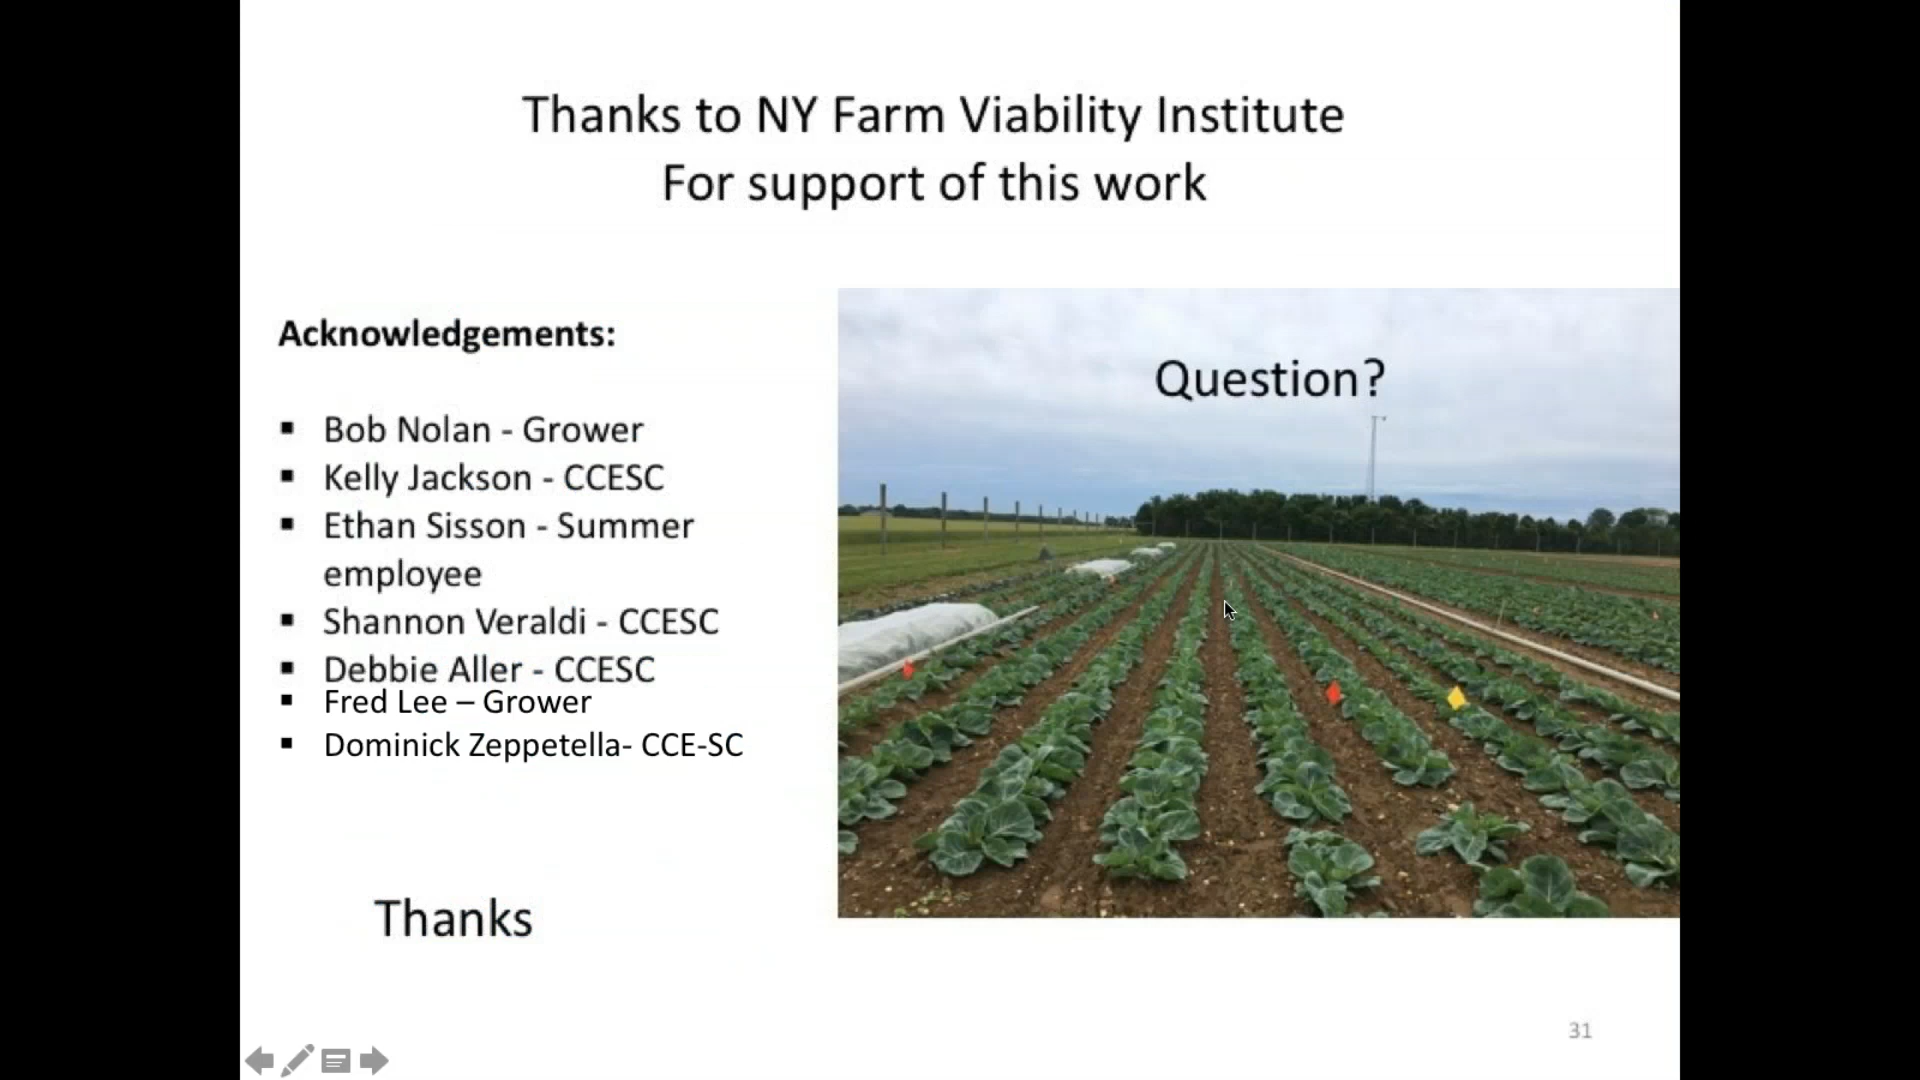 Thanks to NY Farm Viability Institute
For support of this work
Acknowledgements:
▪ Bob Nolan - Grower
▪ Kelly Jackson - CCESC
▪ Ethan Sisson - Summer
employee
▪ Shannon Veraldi - CCESC
▪ Debbie Aller - CCESC
▪ Fred Lee – Grower
▪ Dominick Zeppetella- CCE-SC
Question?
Thanks
31